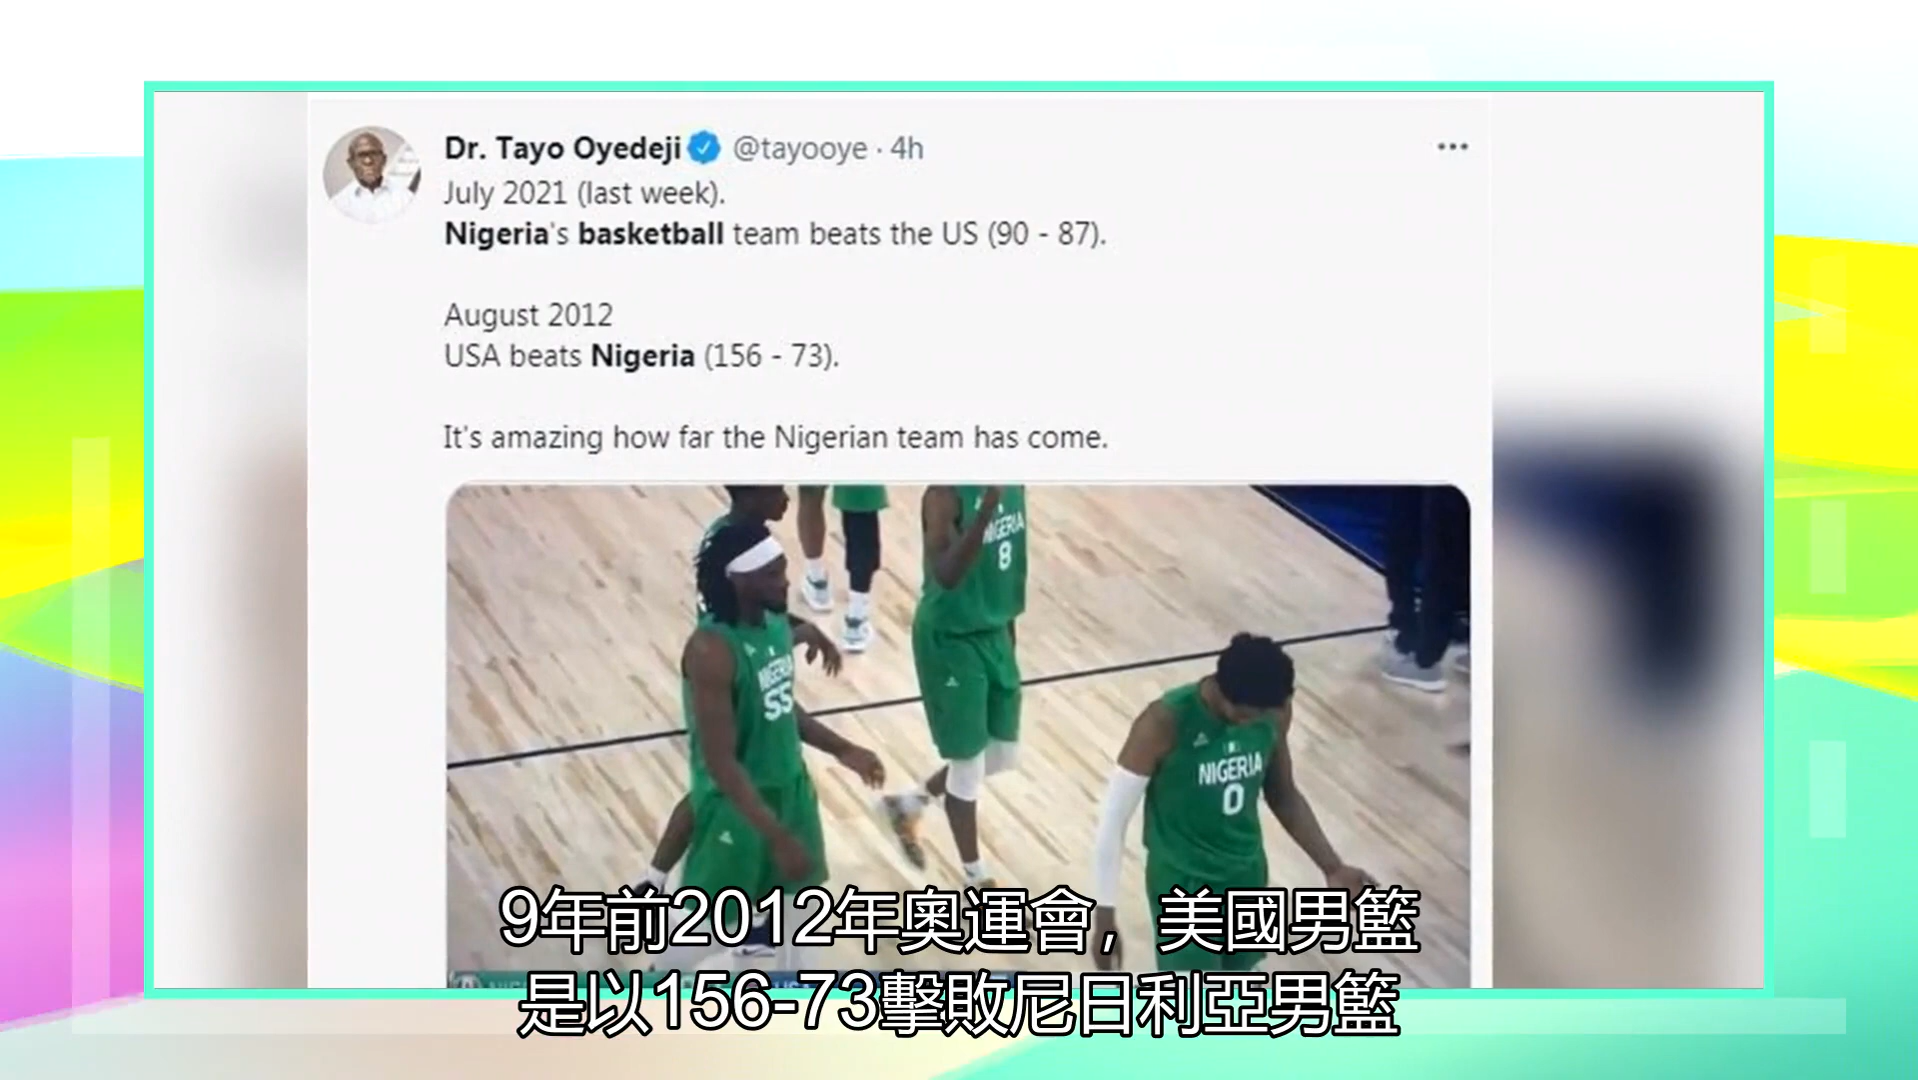 Dr. Tayo Oyedeji @tayooye · 4h
July 2021 (last week).
Nigeria's basketball team beats the US (90 - 87).
August 2012
USA beats Nigeria (156 - 73).
It's amazing how far the Nigerian team has come.
NIGERIA
8
NIGERIA
55
NIGERIA
0
9年前2012年奧運會，美國男籃
是以156-73擊敗尼日利亞男籃